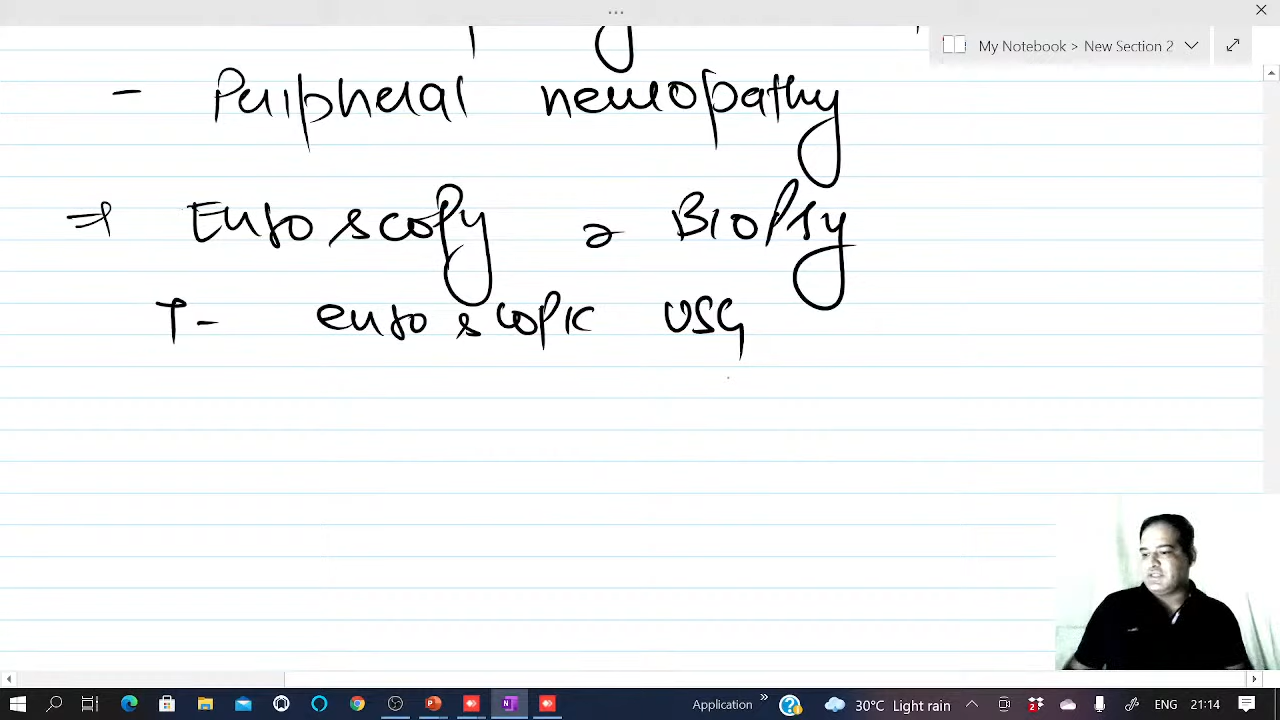 My Notebook > New Section 2
- Peripheral neuropathy
→ Endoscopy & Biopsy
T - endoscopic USG
Application
30°C Light rain
ENG
21:14